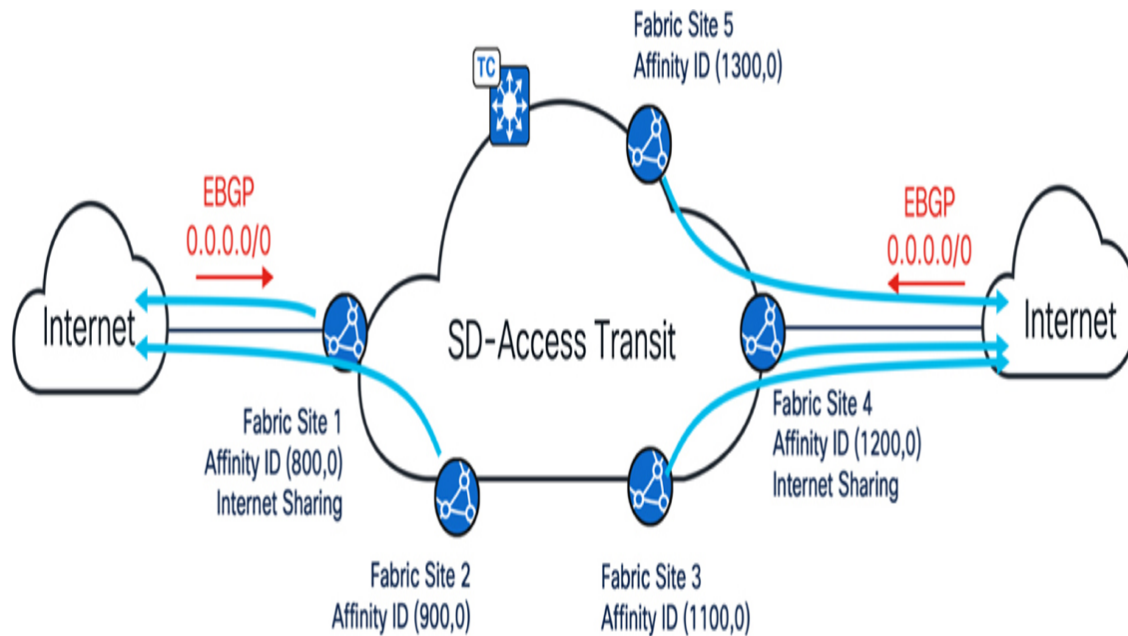 Fabric Site 5
Affinity ID (1300,0)
TC
EBGP
0.0.0.0/0
EBGP
0.0.0.0/0
Internet
SD-Access Transit
Internet
Fabric Site 1
Affinity ID (800,0)
Internet Sharing
Fabric Site 4
Affinity ID (1200,0)
Internet Sharing
Fabric Site 2
Affinity ID (900,0)
Fabric Site 3
Affinity ID (1100,0)